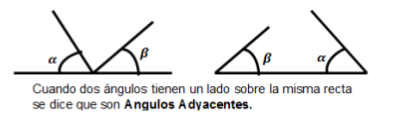 α β β α
Cuando dos ángulos tienen un lado sobre la misma recta
se dice que son Angulos Adyacentes.